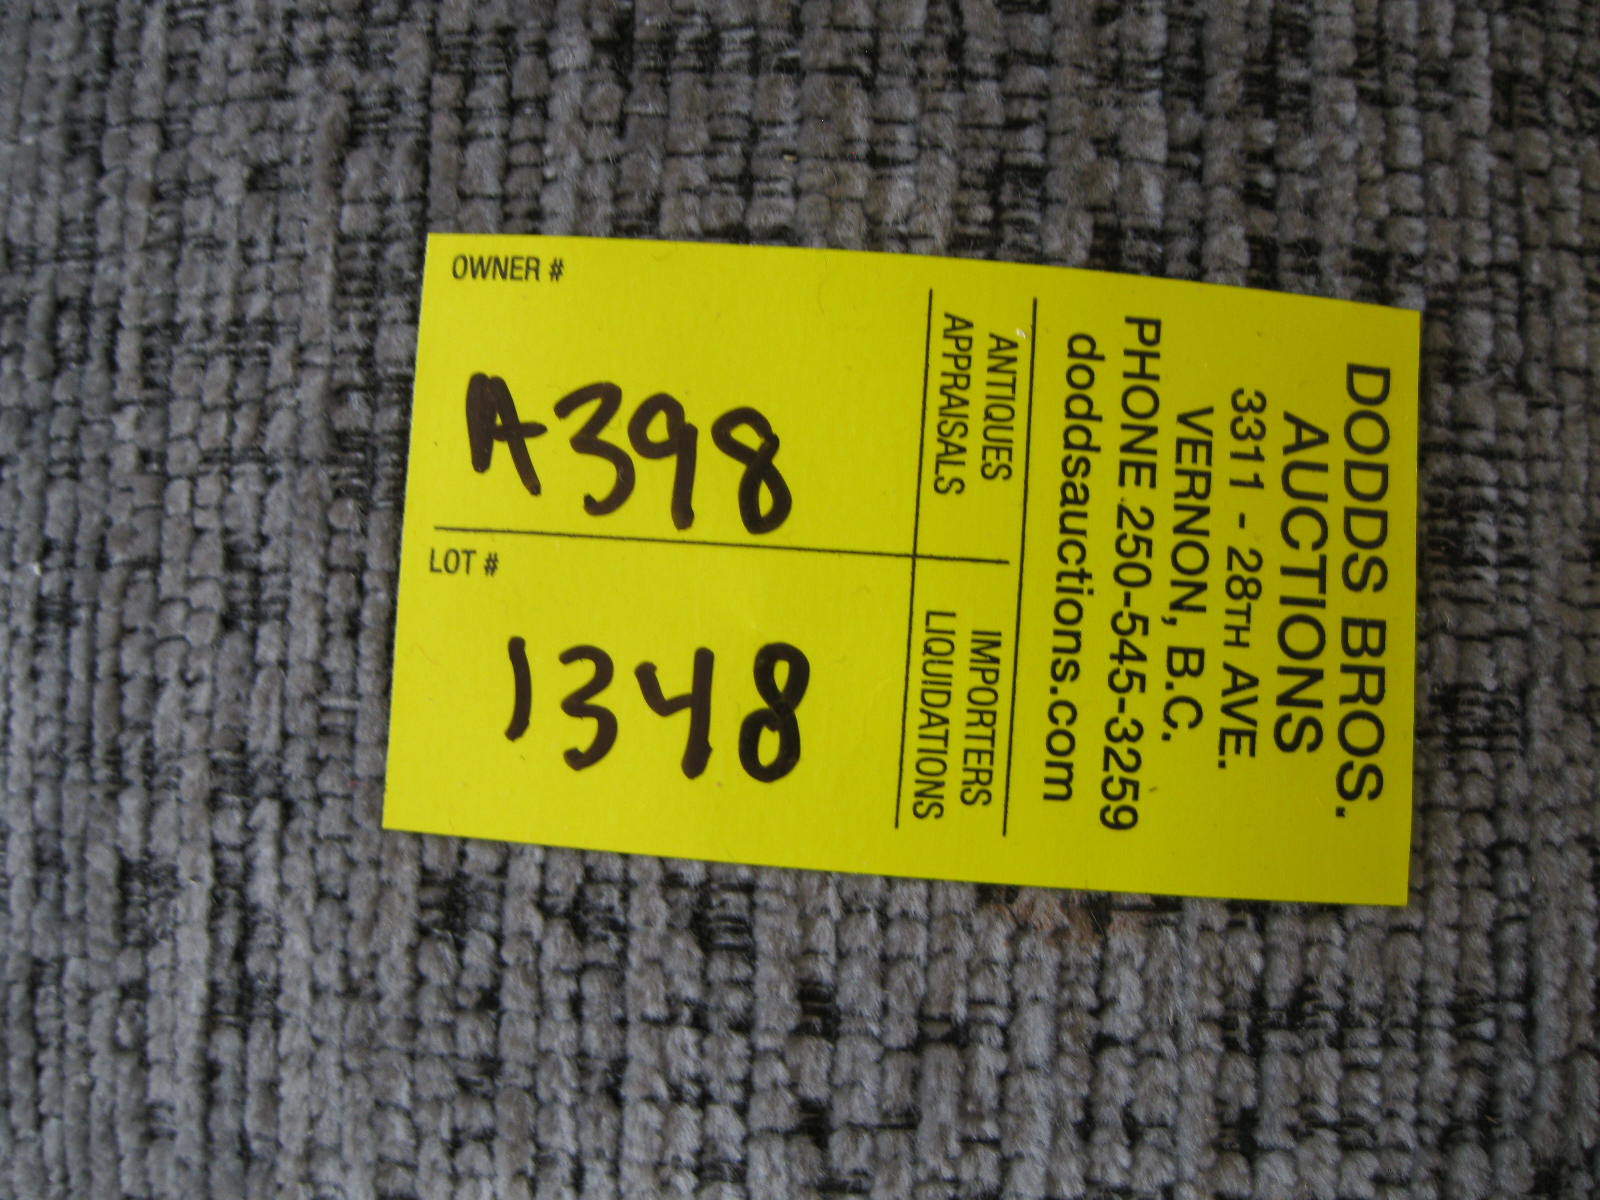 DODDS BROS.
AUCTIONS
3311 - 28TH AVE.
VERNON, B.C.
PHONE 250-545-3259
doddsauctions.com
ANTIQUES
APPRAISALS
IMPORTERS
LIQUIDATIONS
OWNER #
A398
LOT #
1348